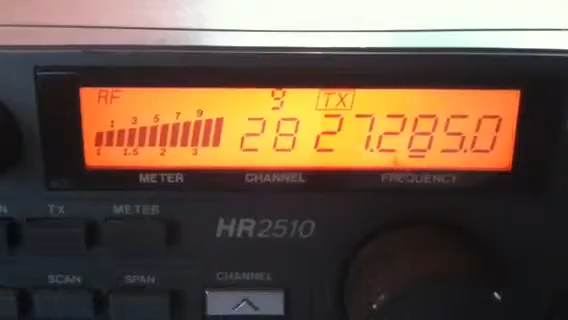 RF 9 TX
1 3 5 7 9
28 27.285.0
1 1.5 2 3
METER CHANNEL FREQUENCY
N TX METER
HR2510
SCAN SPAN CHANNEL